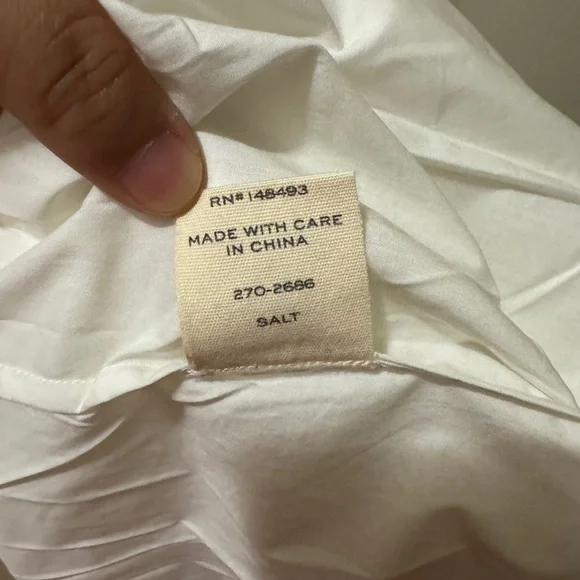 RN# 148493
MADE WITH CARE
IN CHINA
270-2686
SALT